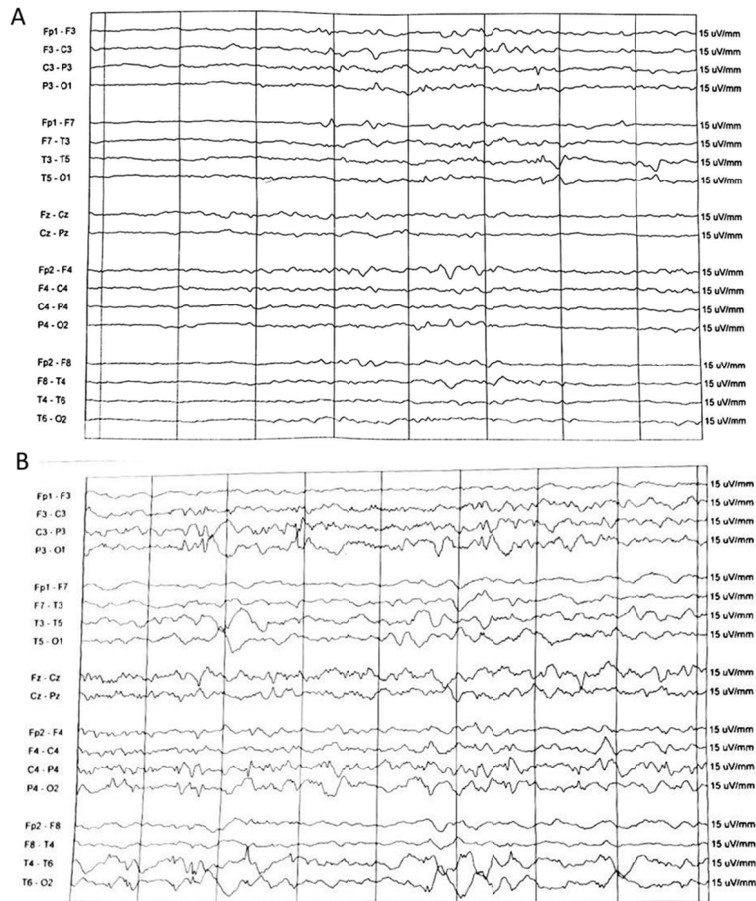 A
Fp1 - F3 15 uV/mm
F3 - C3 15 uV/mm
C3 - P3 15 uV/mm
P3 - O1 15 uV/mm
Fp1 - F7 15 uV/mm
F7 - T3 15 uV/mm
T3 - T5 15 uV/mm
T5 - O1 15 uV/mm
Fz - Cz 15 uV/mm
Cz - Pz 15 uV/mm
Fp2 - F4 15 uV/mm
F4 - C4 15 uV/mm
C4 - P4 15 uV/mm
P4 - O2 15 uV/mm
Fp2 - F8 15 uV/mm
F8 - T4 15 uV/mm
T4 - T6 15 uV/mm
T6 - O2 15 uV/mm
B
Fp1 - F3 15 uV/mm
F3 - C3 15 uV/mm
C3 - P3 15 uV/mm
P3 - O1 15 uV/mm
Fp1 - F7 15 uV/mm
F7 - T3 15 uV/mm
T3 - T5 15 uV/mm
T5 - O1 15 uV/mm
Fz - Cz 15 uV/mm
Cz - Pz 15 uV/mm
Fp2 - F4 15 uV/mm
F4 - C4 15 uV/mm
C4 - P4 15 uV/mm
P4 - O2 15 uV/mm
Fp2 - F8 15 uV/mm
F8 - T4 15 uV/mm
T4 - T6 15 uV/mm
T6 - O2 15 uV/mm